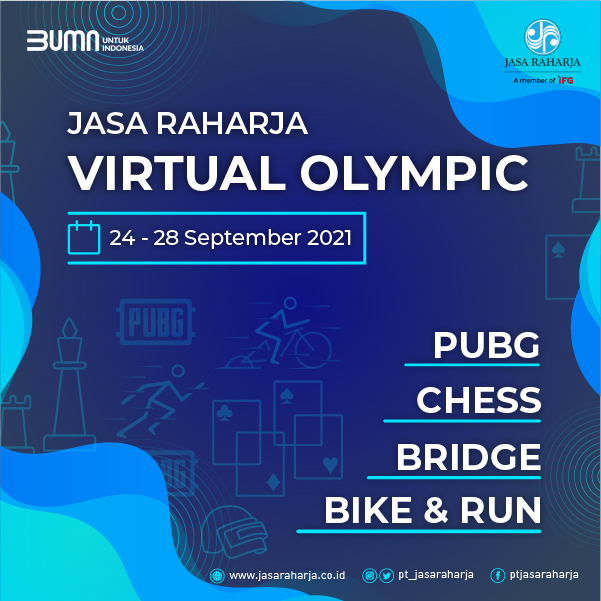 BUMN UNTUK
INDONESIA
JASA RAHARJA
A member of IFG
JASA RAHARJA
VIRTUAL OLYMPIC
24 - 28 September 2021
PUBG
PUBG
CHESS
BRIDGE
BIKE & RUN
www.jasaraharja.co.id pt_jasaraharja ptjasaraharja